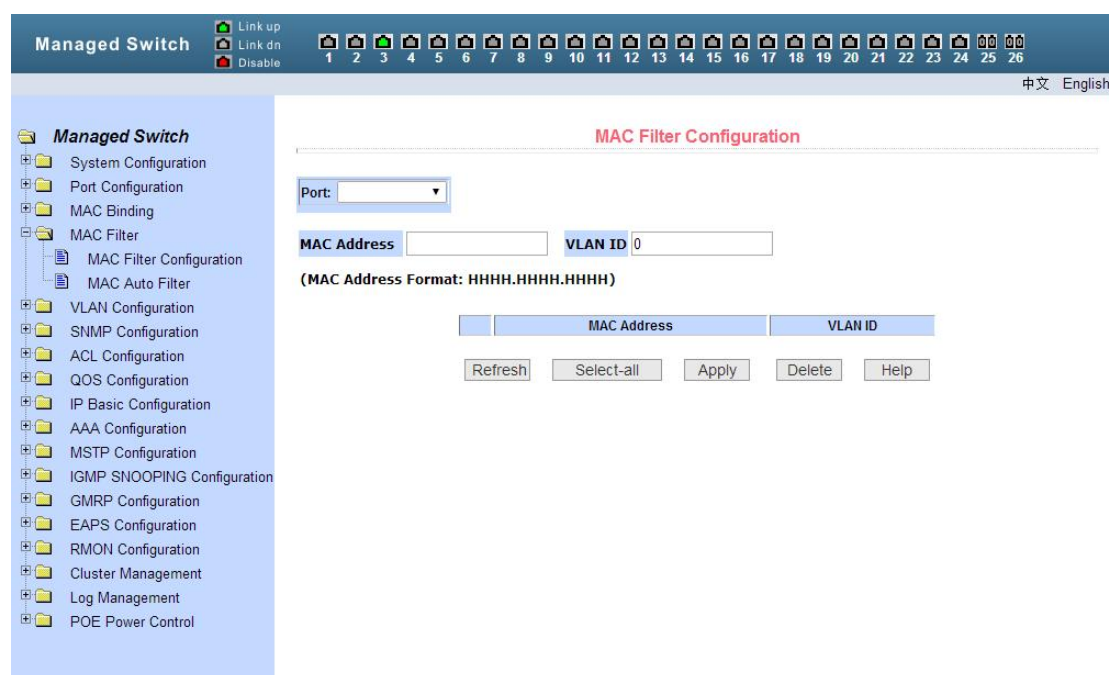 Managed Switch
Link up
Link dn
Disable
1 2 3 4 5 6 7 8 9 10 11 12 13 14 15 16 17 18 19 20 21 22 23 24 25 26
中文 English
Managed Switch
System Configuration
Port Configuration
MAC Binding
MAC Filter
MAC Filter Configuration
MAC Auto Filter
VLAN Configuration
SNMP Configuration
ACL Configuration
QOS Configuration
IP Basic Configuration
AAA Configuration
MSTP Configuration
IGMP SNOOPING Configuration
GMRP Configuration
EAPS Configuration
RMON Configuration
Cluster Management
Log Management
POE Power Control
MAC Filter Configuration
Port:
MAC Address VLAN ID 0
(MAC Address Format: HHHH.HHHH.HHHH)
MAC Address VLAN ID
Refresh Select-all Apply Delete Help